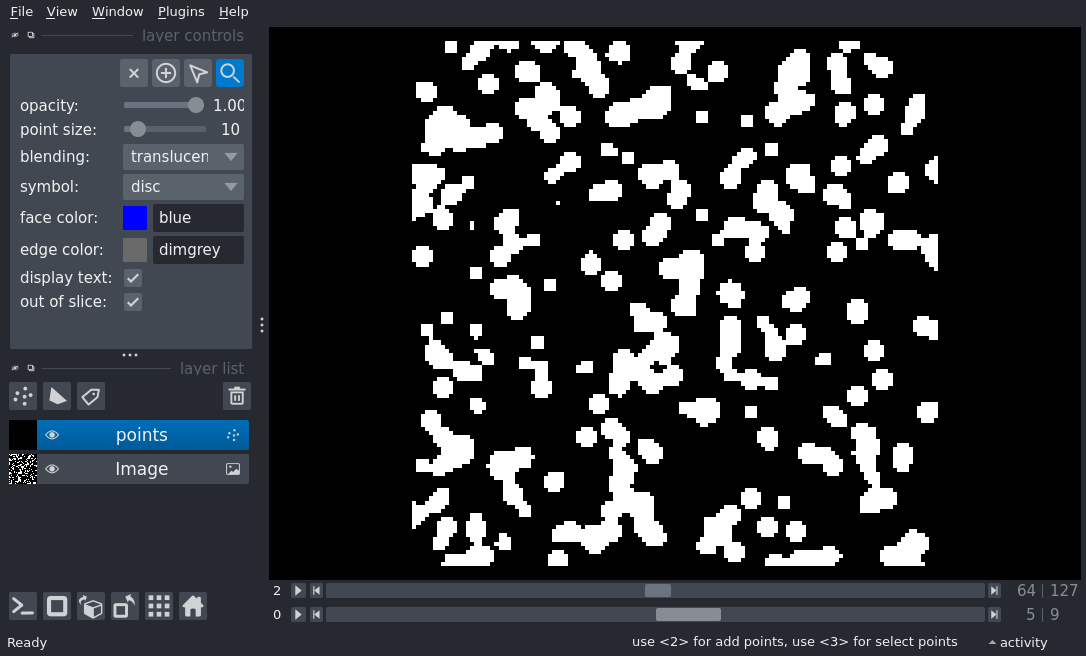 File View Window Plugins Help
layer controls
opacity: 1.00
point size: 10
blending: translucen
symbol: disc
face color: blue
edge color: dimgrey
display text:
out of slice:
layer list
points
Image
2 64 127
0 5 9
Ready use <2> for add points, use <3> for select points activity